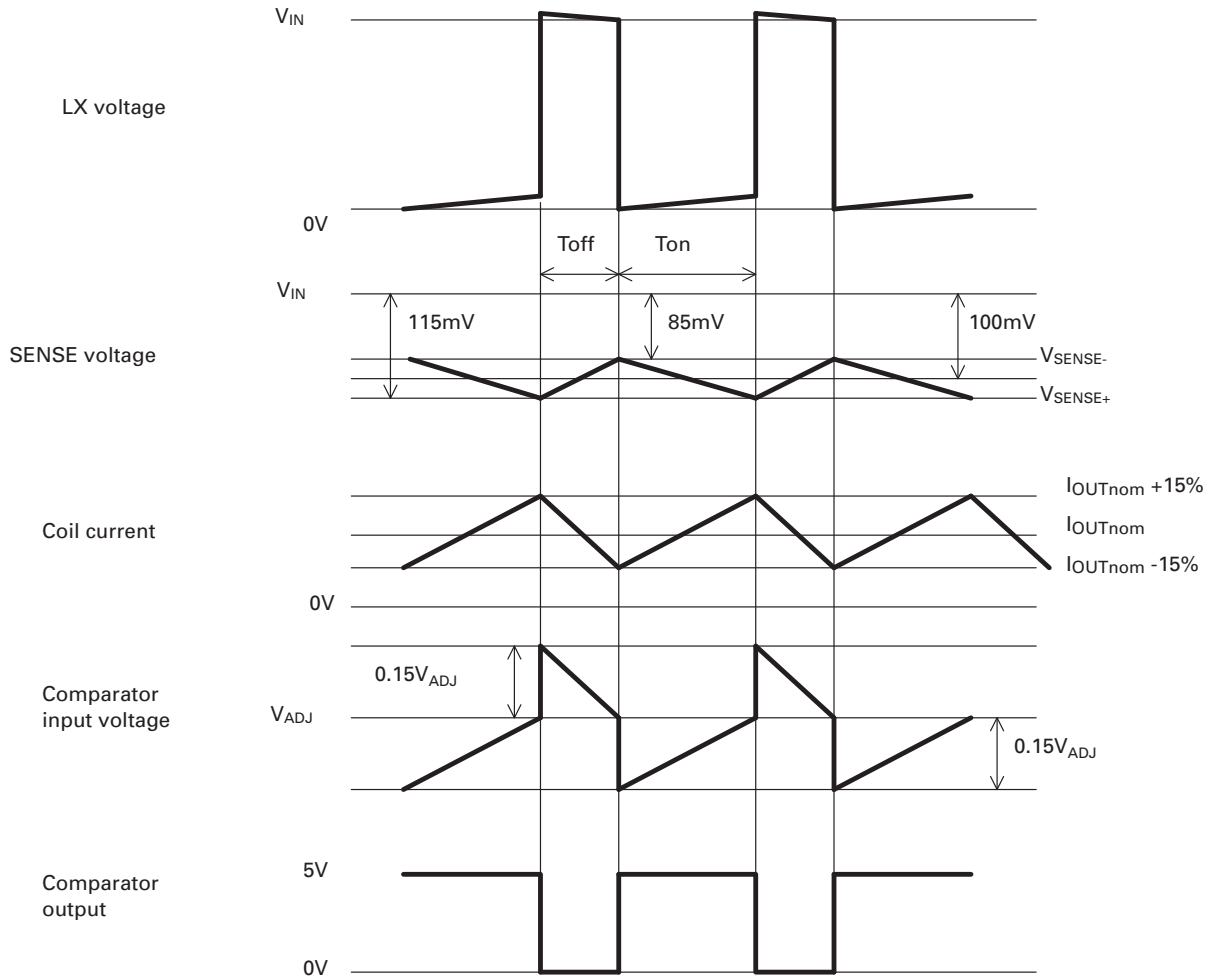 VIN
LX voltage
0V
Toff
Ton
VIN
115mV
85mV
100mV
SENSE voltage
VSENSE-
VSENSE+
IOUTnom +15%
Coil current
IOUTnom
IOUTnom -15%
0V
0.15VADJ
Comparator
input voltage
VADJ
0.15VADJ
5V
Comparator
output
0V